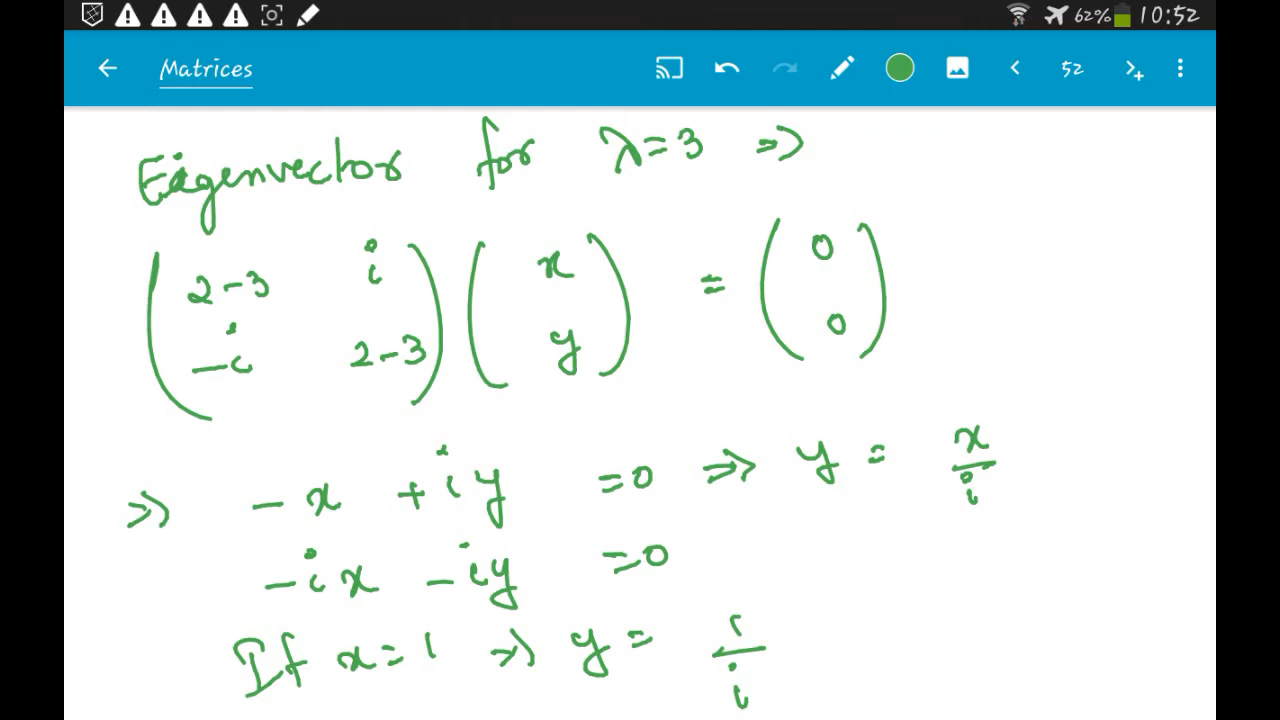 62% 10:52
Matrices 52
Eigenvector for λ=3 ⇒
(2-3 i) (x) = (0)
(-i 2-3) (y) (0)
⇒ -x +iy =0 ⇒ y = x/i
-ix -iy =0
If x=1 ⇒ y = 1/i